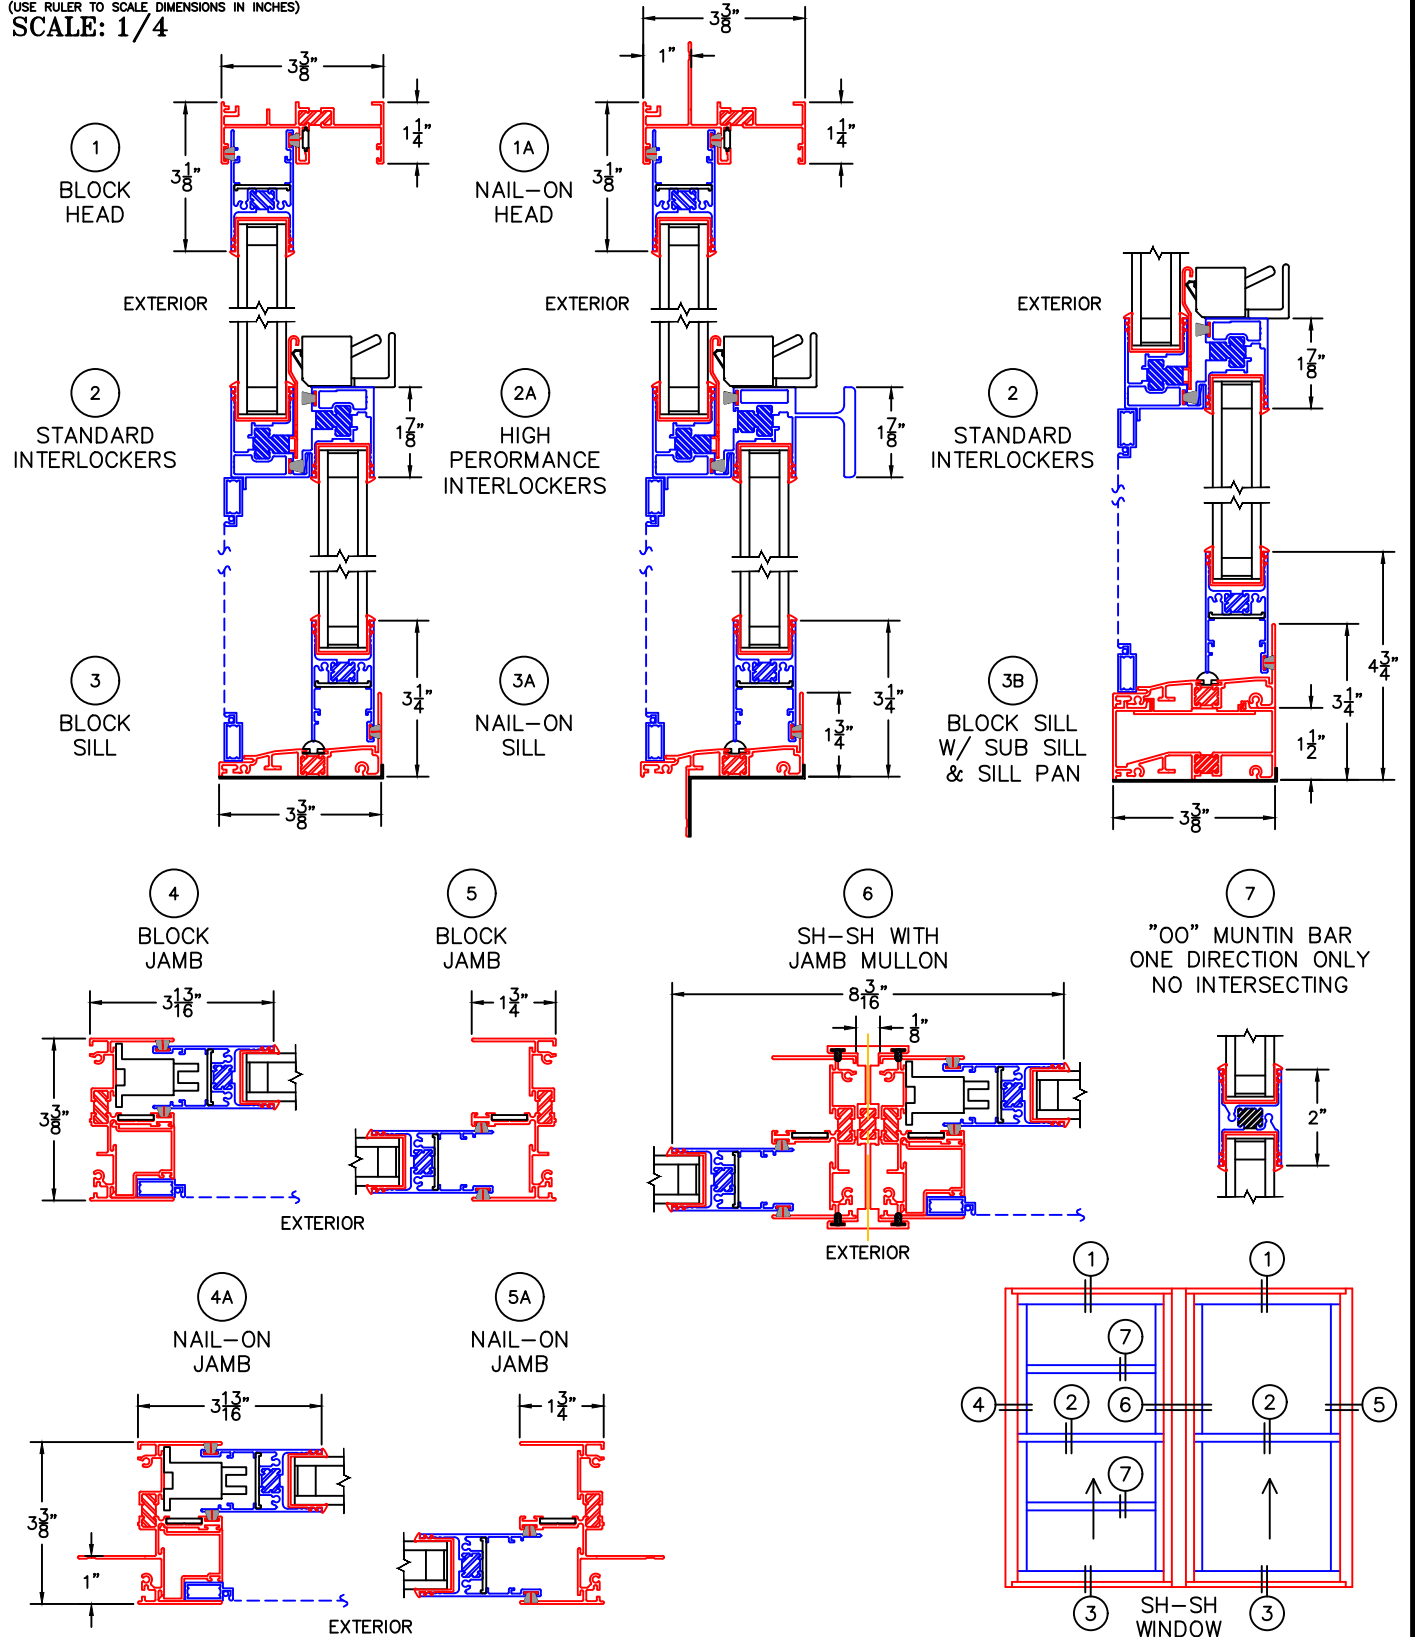 (USE RULER TO SCALE DIMENSIONS IN INCHES)
SCALE: 1/4
3 3/8"
3 1/8"
1 1/4"
1
BLOCK
HEAD
EXTERIOR
2
STANDARD
INTERLOCKERS
1 7/8"
3
BLOCK
SILL
3 1/4"
3 3/8"
3 3/8"
1"
3 1/8"
1 1/4"
1A
NAIL-ON
HEAD
EXTERIOR
2A
HIGH
PERORMANCE
INTERLOCKERS
1 7/8"
3A
NAIL-ON
SILL
1 3/4"
3 1/4"
EXTERIOR
2
STANDARD
INTERLOCKERS
1 7/8"
3B
BLOCK SILL
W/ SUB SILL
& SILL PAN
4 3/4"
3 1/4"
1 1/2"
3 3/8"
4
BLOCK
JAMB
3 13/16"
3 3/8"
5
BLOCK
JAMB
1 3/4"
EXTERIOR
6
SH-SH WITH
JAMB MULLON
8 3/16"
1/8"
EXTERIOR
7
"OO" MUNTIN BAR
ONE DIRECTION ONLY
NO INTERSECTING
2"
4A
NAIL-ON
JAMB
3 13/16"
3 3/8"
1"
5A
NAIL-ON
JAMB
1 3/4"
EXTERIOR
1
1
7
4
2
6
2
5
7
3
3
SH-SH
WINDOW